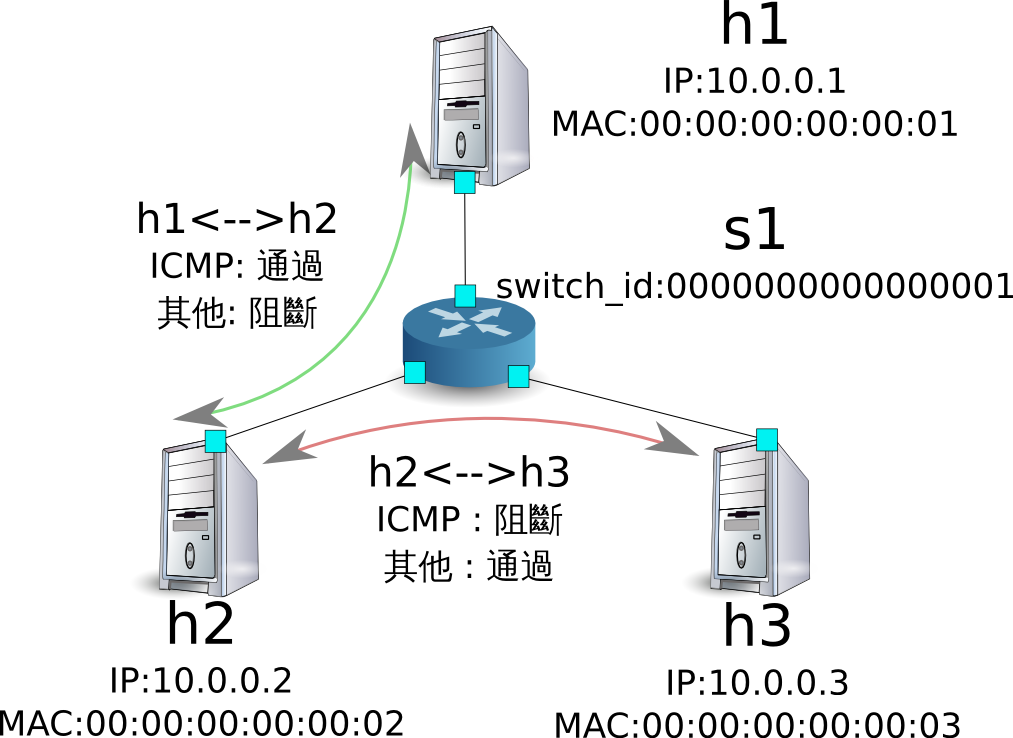 h1
IP:10.0.0.1
MAC:00:00:00:00:00:01
h1<-->h2
ICMP: 通過
其他: 阻斷
s1
switch_id:0000000000000001
h2<-->h3
ICMP : 阻斷
其他 : 通過
h2
IP:10.0.0.2
MAC:00:00:00:00:00:02
h3
IP:10.0.0.3
MAC:00:00:00:00:00:03